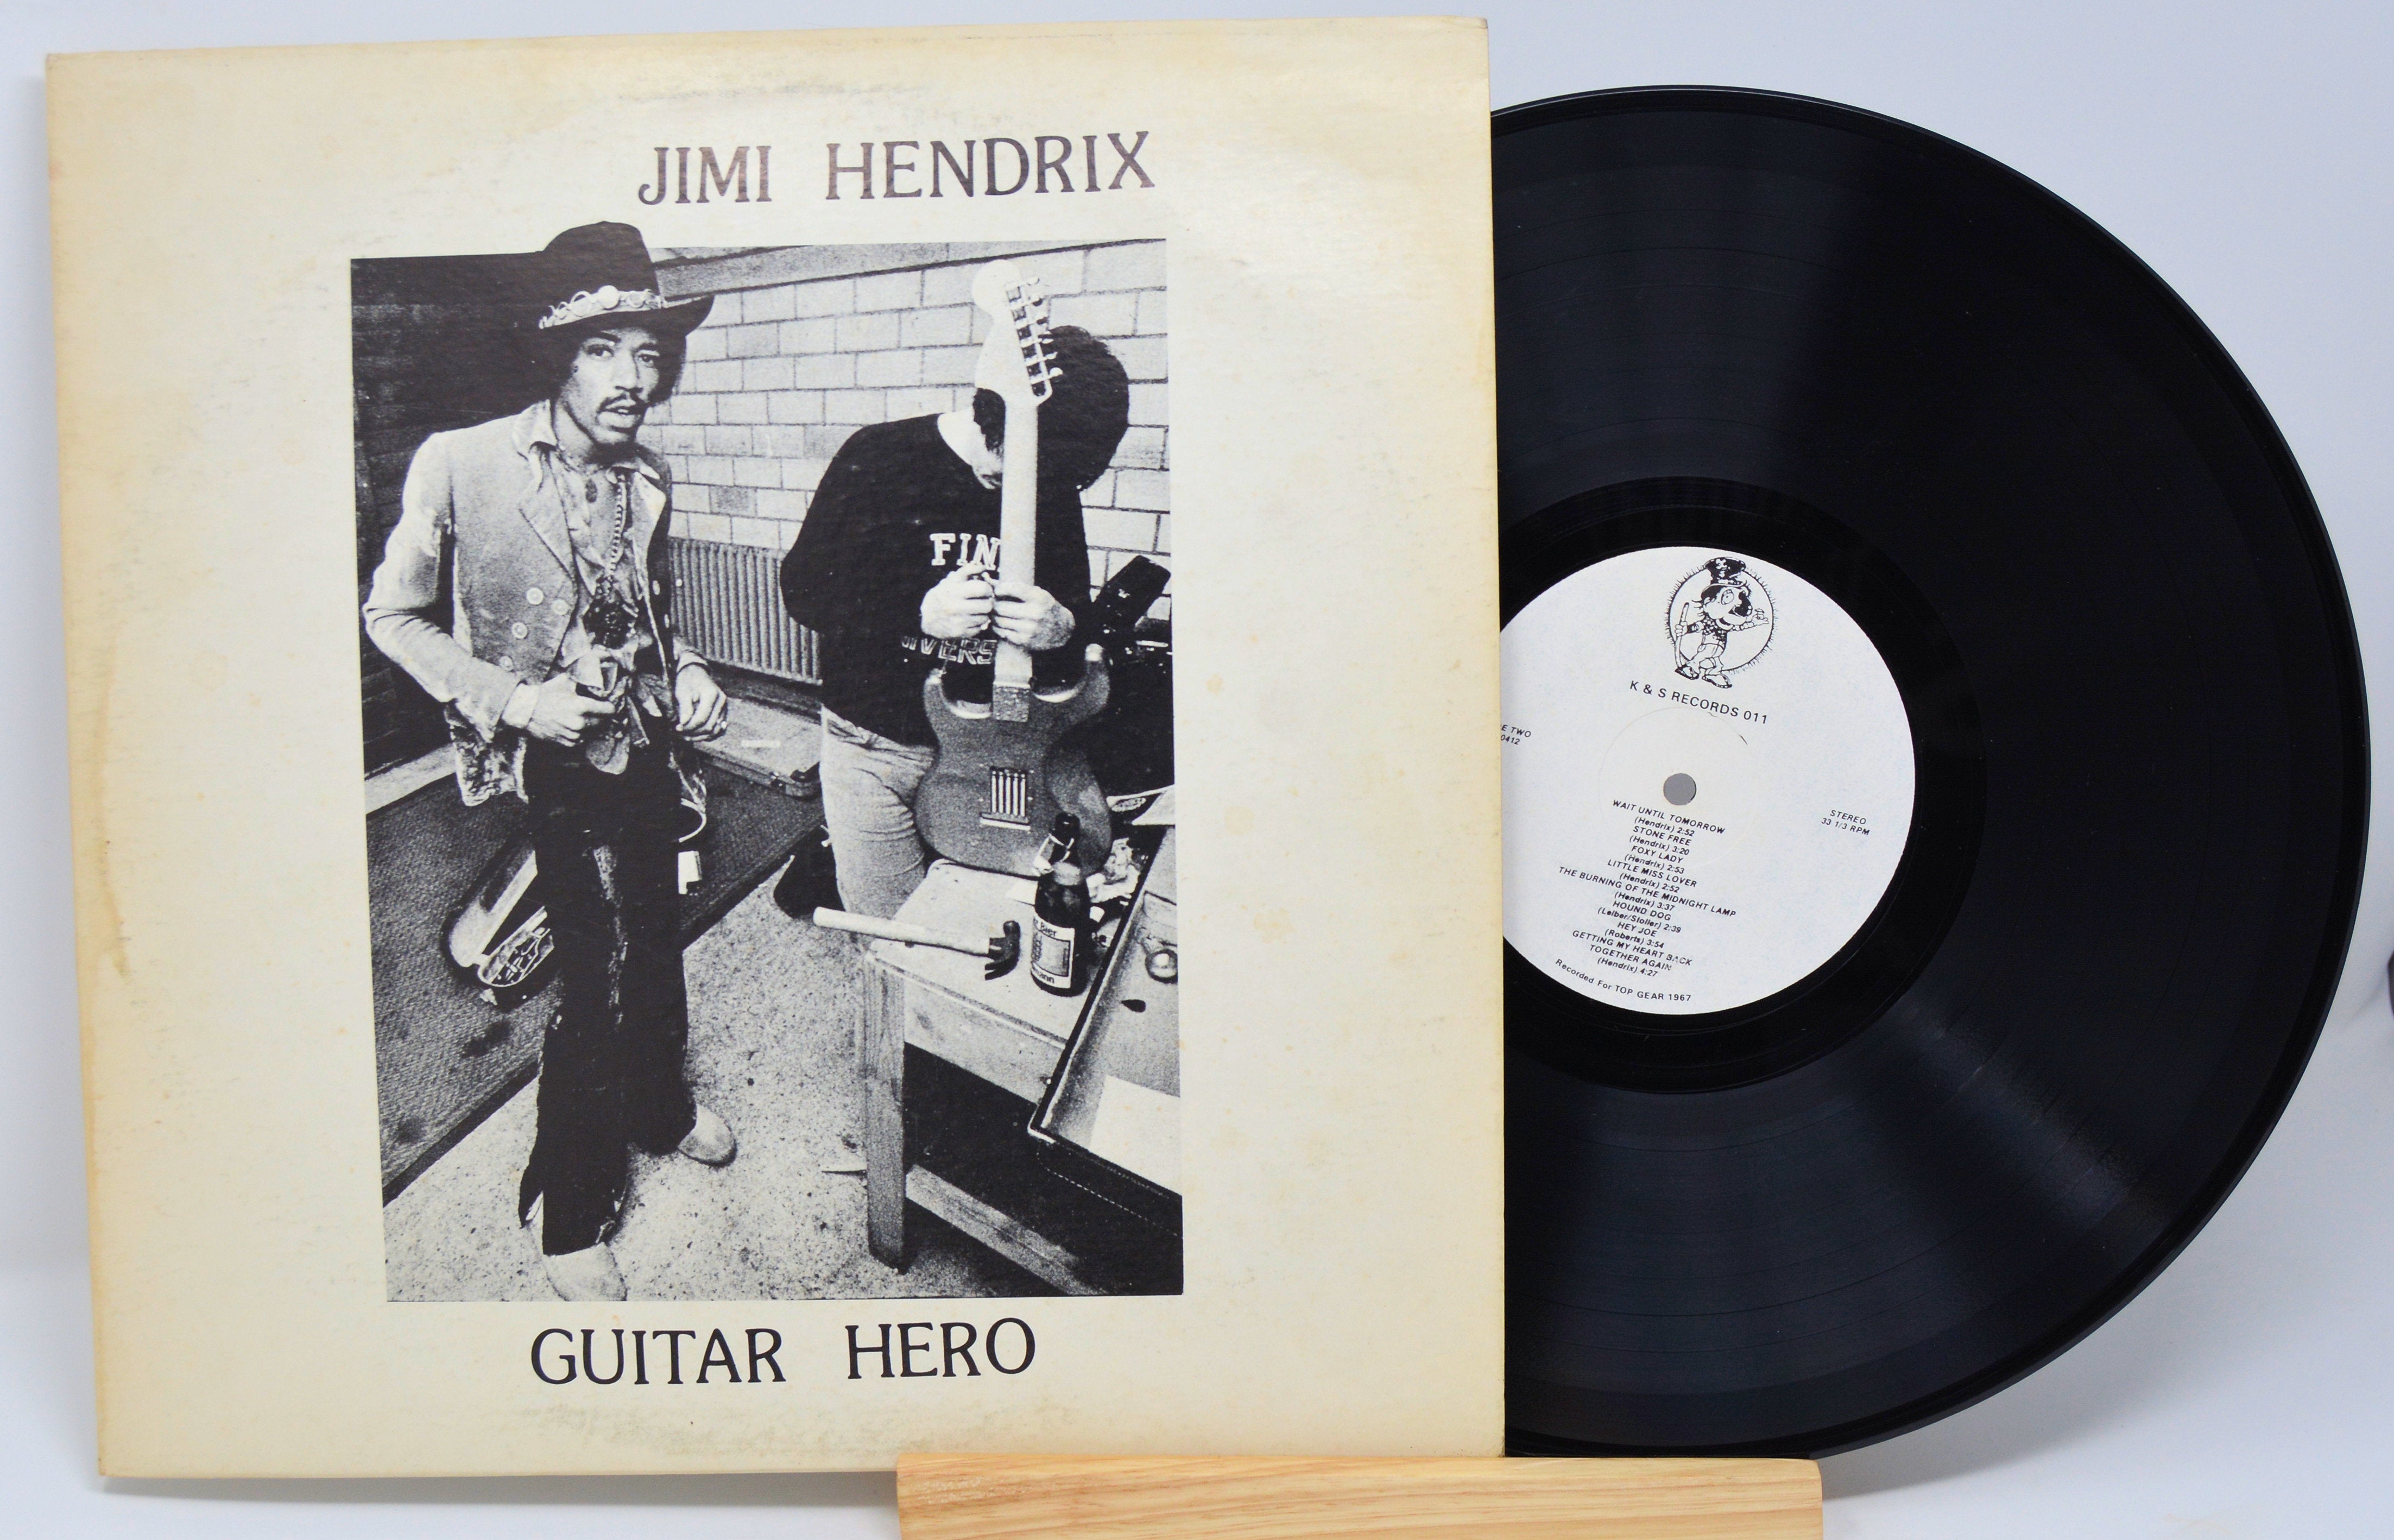 JIMI HENDRIX
FIN
IVERS
Bier
GUITAR HERO
K & S RECORDS 011
E TWO
0412
STEREO
33 1/3 RPM
WAIT UNTIL TOMORROW
(Hendrix) 2:52
STONE FREE
(Hendrix) 3:20
FOXY LADY
(Hendrix) 2:53
LITTLE MISS LOVER
(Hendrix) 2:52
THE BURNING OF THE MIDNIGHT LAMP
(Hendrix) 3:37
HOUND DOG
(Leiber/Stoller) 2:39
HEY JOE
(Roberts) 3:54
GETTING MY HEART BACK
TOGETHER AGAIN
(Hendrix) 4:27
Recorded For TOP GEAR 1967